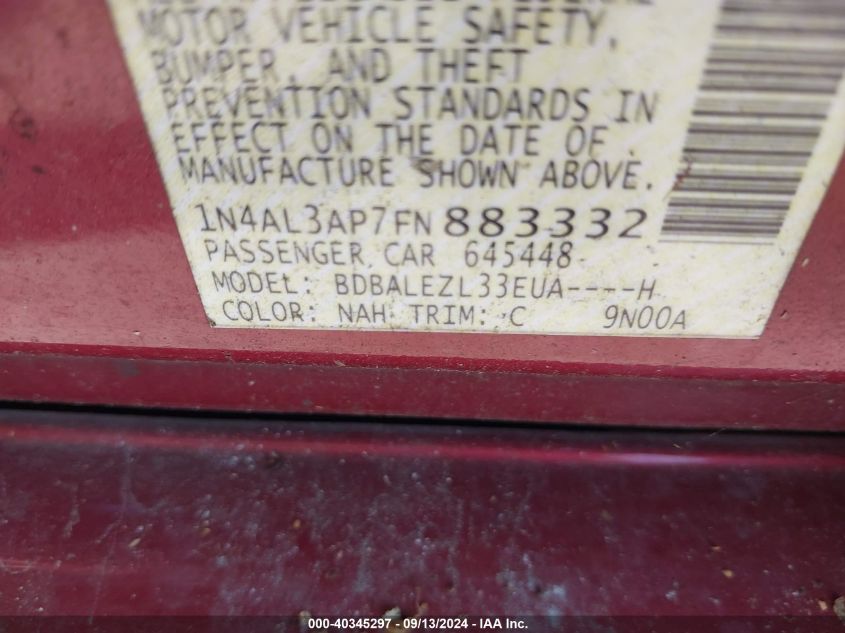 MOTOR VEHICLE SAFETY,
BUMPER, AND THEFT
PREVENTION STANDARDS IN
EFFECT ON THE DATE OF
MANUFACTURE SHOWN ABOVE.
1N4AL3AP7FN883332
PASSENGER CAR 645448
MODEL: BDBALEZL33EUA----H
COLOR: NAH TRIM: C 9N00A
000-40345297 - 09/13/2024 - IAA Inc.